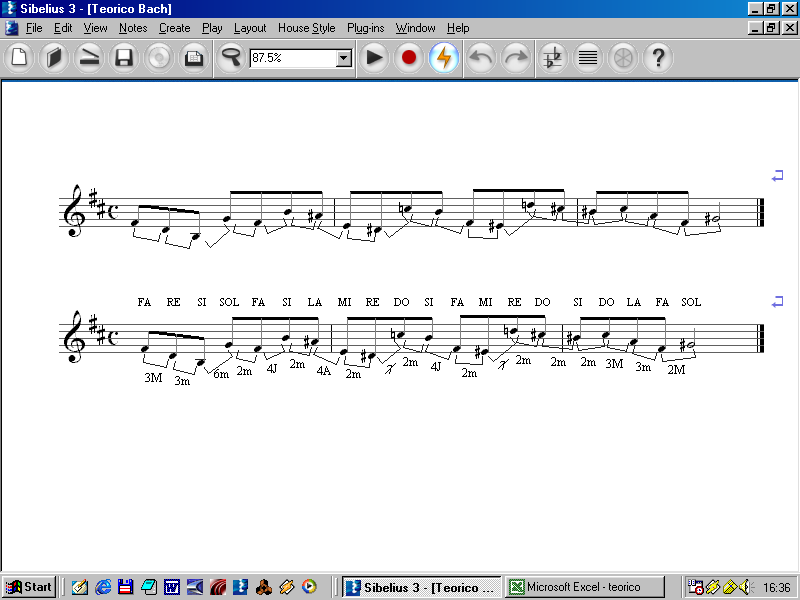 Sibelius 3 - [Teorico Bach]
File Edit View Notes Create Play Layout House Style Plug-ins Window Help
87.5%
FA RE SI SOL FA SI LA MI RE DO SI FA MI RE DO SI DO LA FA SOL
3M 3m 6m 2m 4J 2m 4A 2m 7 2m 4J 2m 7 2m 2m 2m 3M 3m 2M
Start Sibelius 3 - [Teorico ... Microsoft Excel - teorico 16:36